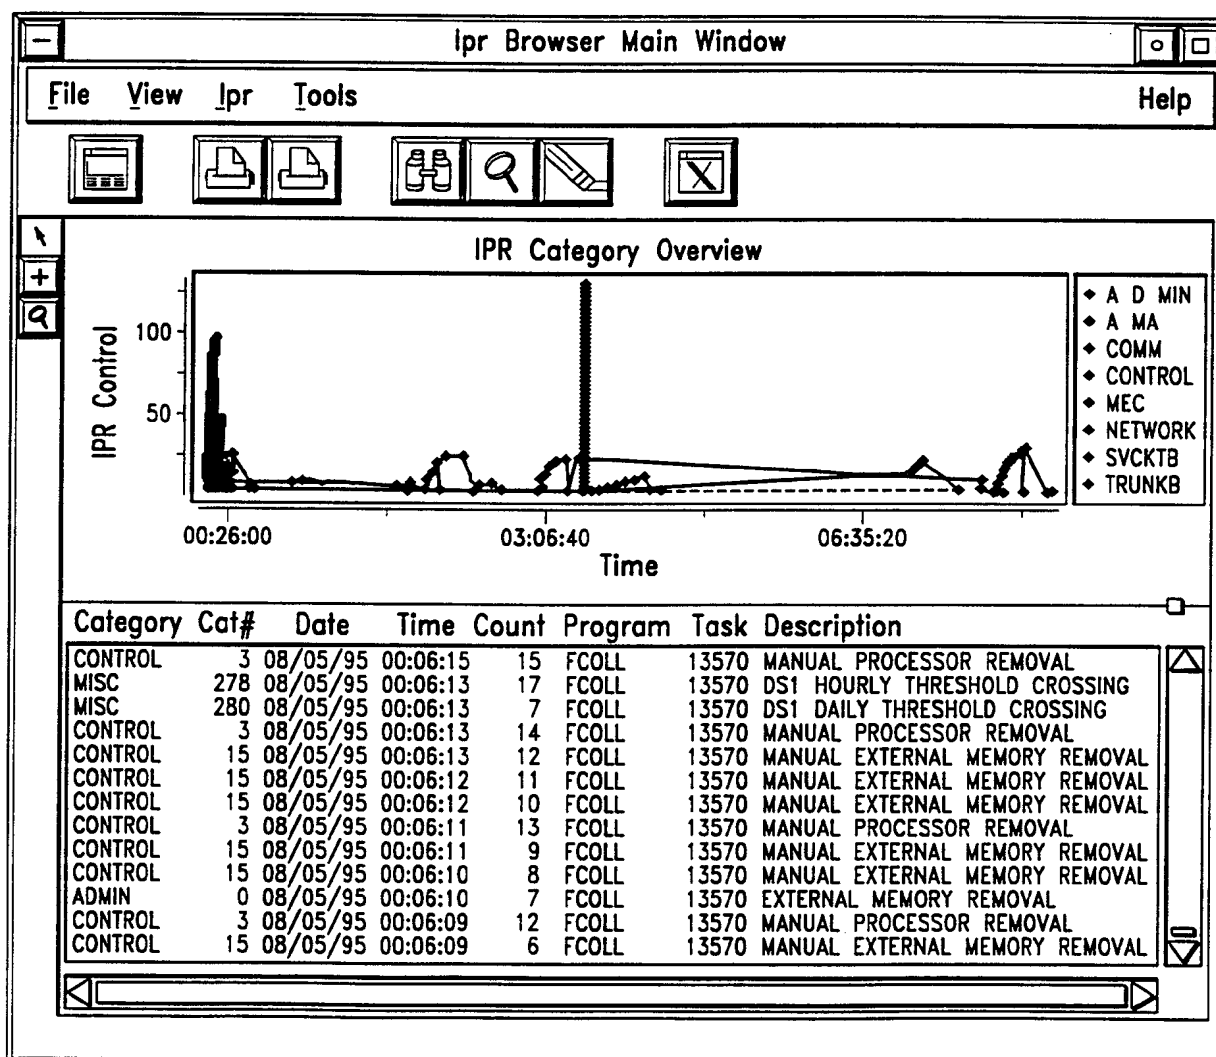 Ipr Browser Main Window
File View Ipr Tools Help
IPR Category Overview
IPR Control
100
50
A D MIN
A MA
COMM
CONTROL
MEC
NETWORK
SVCKTB
TRUNKB
00:26:00 03:06:40 06:35:20
Time
Category Cat# Date Time Count Program Task Description
CONTROL 3 08/05/95 00:06:15 15 FCOLL 13570 MANUAL PROCESSOR REMOVAL
MISC 278 08/05/95 00:06:13 17 FCOLL 13570 DS1 HOURLY THRESHOLD CROSSING
MISC 280 08/05/95 00:06:13 7 FCOLL 13570 DS1 DAILY THRESHOLD CROSSING
CONTROL 3 08/05/95 00:06:13 14 FCOLL 13570 MANUAL PROCESSOR REMOVAL
CONTROL 15 08/05/95 00:06:13 12 FCOLL 13570 MANUAL EXTERNAL MEMORY REMOVAL
CONTROL 15 08/05/95 00:06:12 11 FCOLL 13570 MANUAL EXTERNAL MEMORY REMOVAL
CONTROL 15 08/05/95 00:06:12 10 FCOLL 13570 MANUAL EXTERNAL MEMORY REMOVAL
CONTROL 3 08/05/95 00:06:11 13 FCOLL 13570 MANUAL PROCESSOR REMOVAL
CONTROL 15 08/05/95 00:06:11 9 FCOLL 13570 MANUAL EXTERNAL MEMORY REMOVAL
CONTROL 15 08/05/95 00:06:10 8 FCOLL 13570 MANUAL EXTERNAL MEMORY REMOVAL
ADMIN 0 08/05/95 00:06:10 7 FCOLL 13570 EXTERNAL MEMORY REMOVAL
CONTROL 3 08/05/95 00:06:09 12 FCOLL 13570 MANUAL PROCESSOR REMOVAL
CONTROL 15 08/05/95 00:06:09 6 FCOLL 13570 MANUAL EXTERNAL MEMORY REMOVAL